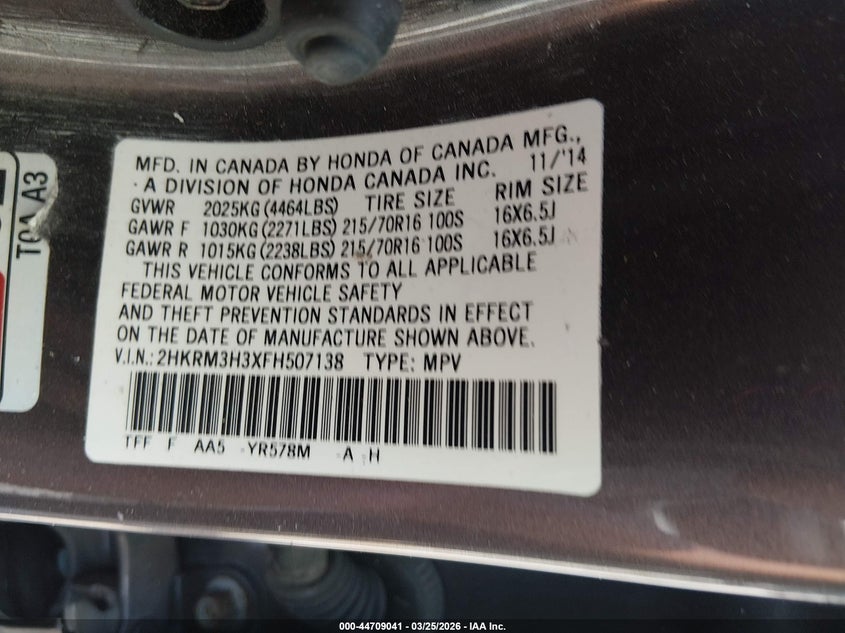 MFD. IN CANADA BY HONDA OF CANADA MFG.,
A DIVISION OF HONDA CANADA INC. 11/'14
GVWR 2025KG (4464LBS) TIRE SIZE RIM SIZE
GAWR F 1030KG (2271LBS) 215/70R16 100S 16X6.5J
GAWR R 1015KG (2238LBS) 215/70R16 100S 16X6.5J
THIS VEHICLE CONFORMS TO ALL APPLICABLE
FEDERAL MOTOR VEHICLE SAFETY
AND THEFT PREVENTION STANDARDS IN EFFECT
ON THE DATE OF MANUFACTURE SHOWN ABOVE.
V.I.N.: 2HKRM3H3XFH507138 TYPE: MPV
TFF F AA5 YR578M A H
A3
000-44709041 - 03/25/2026 - IAA Inc.